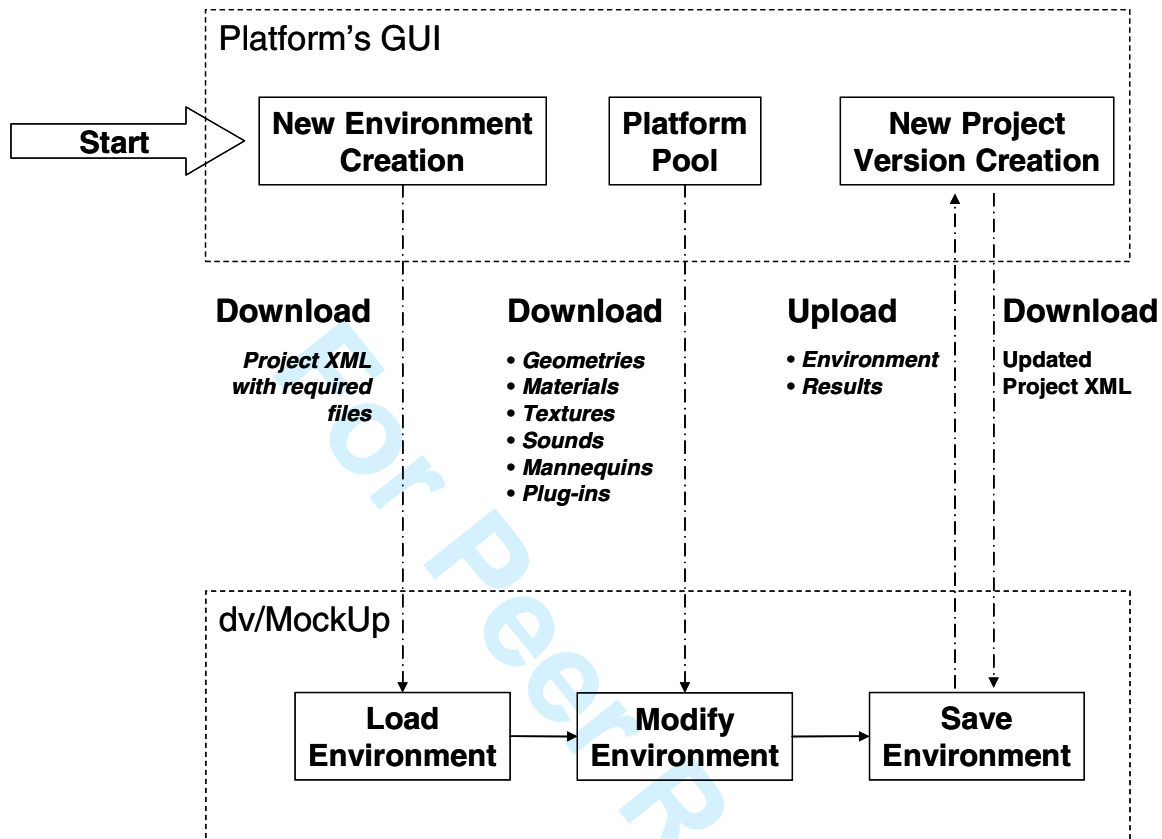 Platform's GUI
Start
New Environment
Creation
Platform
Pool
New Project
Version Creation
Download
Project XML
with required
files
Download
• Geometries
• Materials
• Textures
• Sounds
• Mannequins
• Plug-ins
Upload
• Environment
• Results
Download
Updated
Project XML
For Peer R
dv/MockUp
Load
Environment
Modify
Environment
Save
Environment